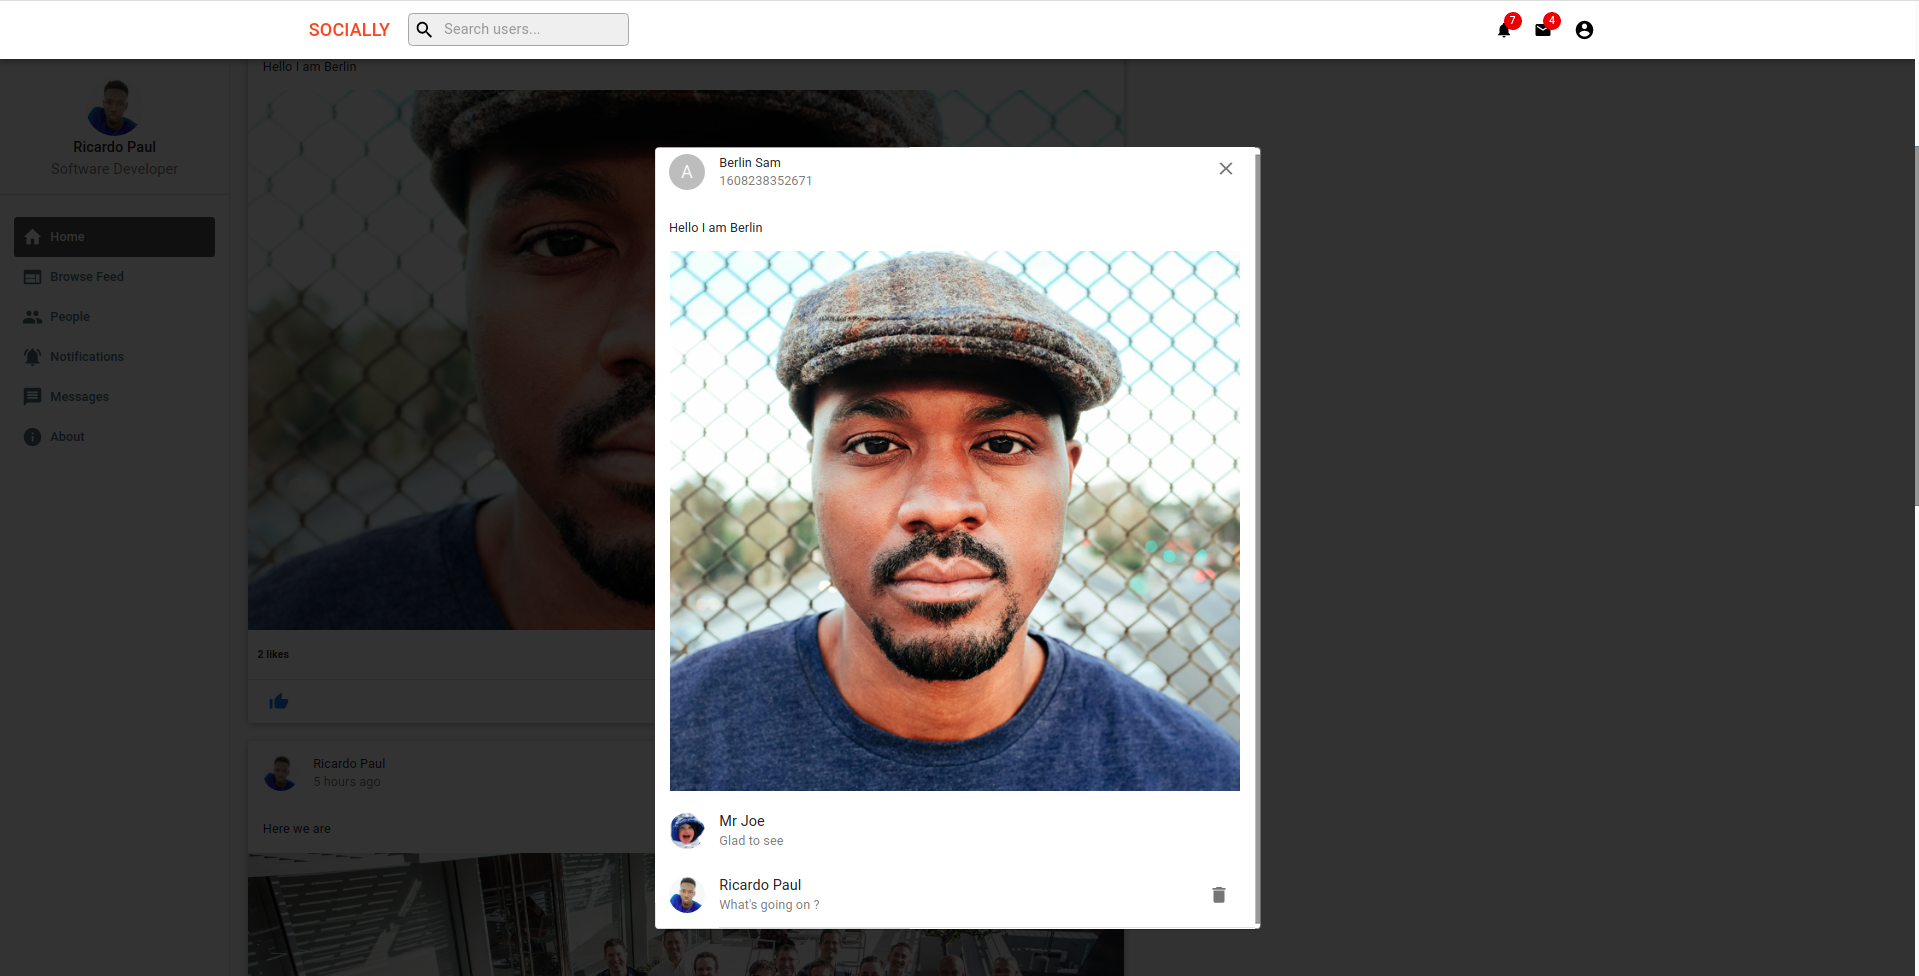 SOCIALLY
Search users...
7
4
Hello I am Berlin
Ricardo Paul
Software Developer
Home
Browse Feed
People
Notifications
Messages
About
2 likes
Ricardo Paul
5 hours ago
Here we are
A
Berlin Sam
1608238352671
Hello I am Berlin
Mr Joe
Glad to see
Ricardo Paul
What's going on ?